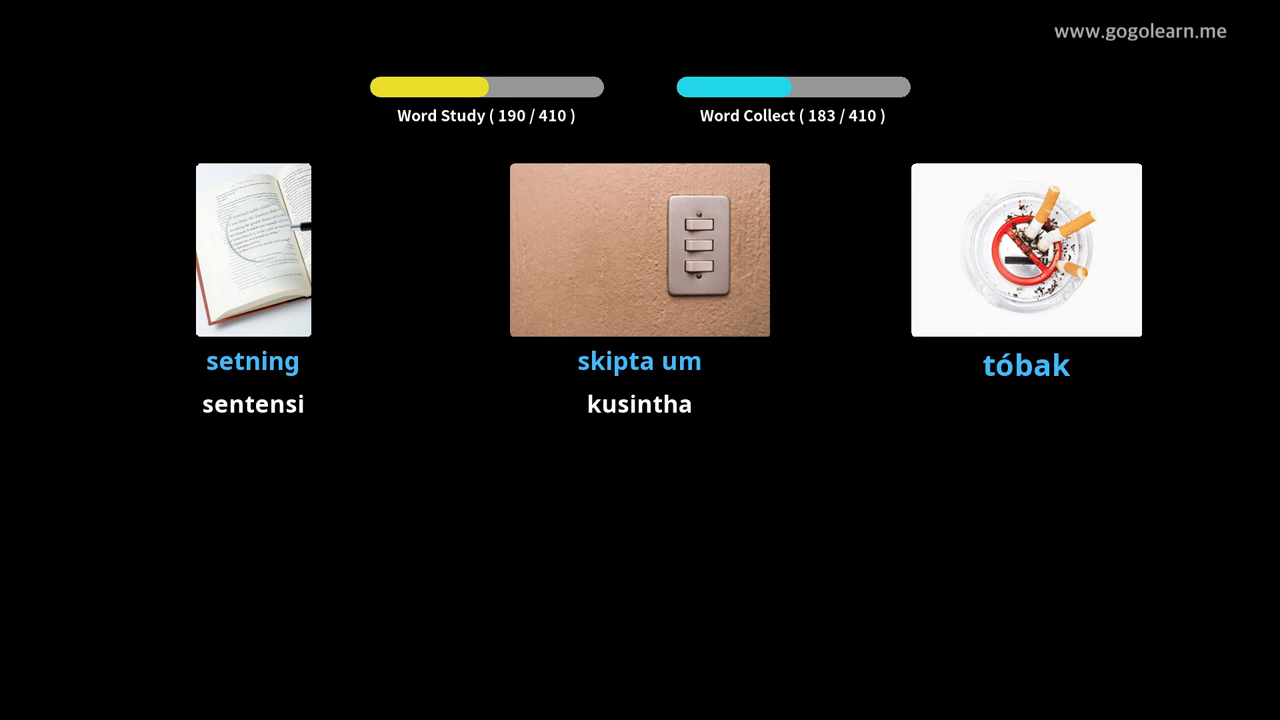 www.gogolearn.me
Word Study ( 190 / 410 )
Word Collect ( 183 / 410 )
setning
skipta um
tóbak
sentensi
kusintha